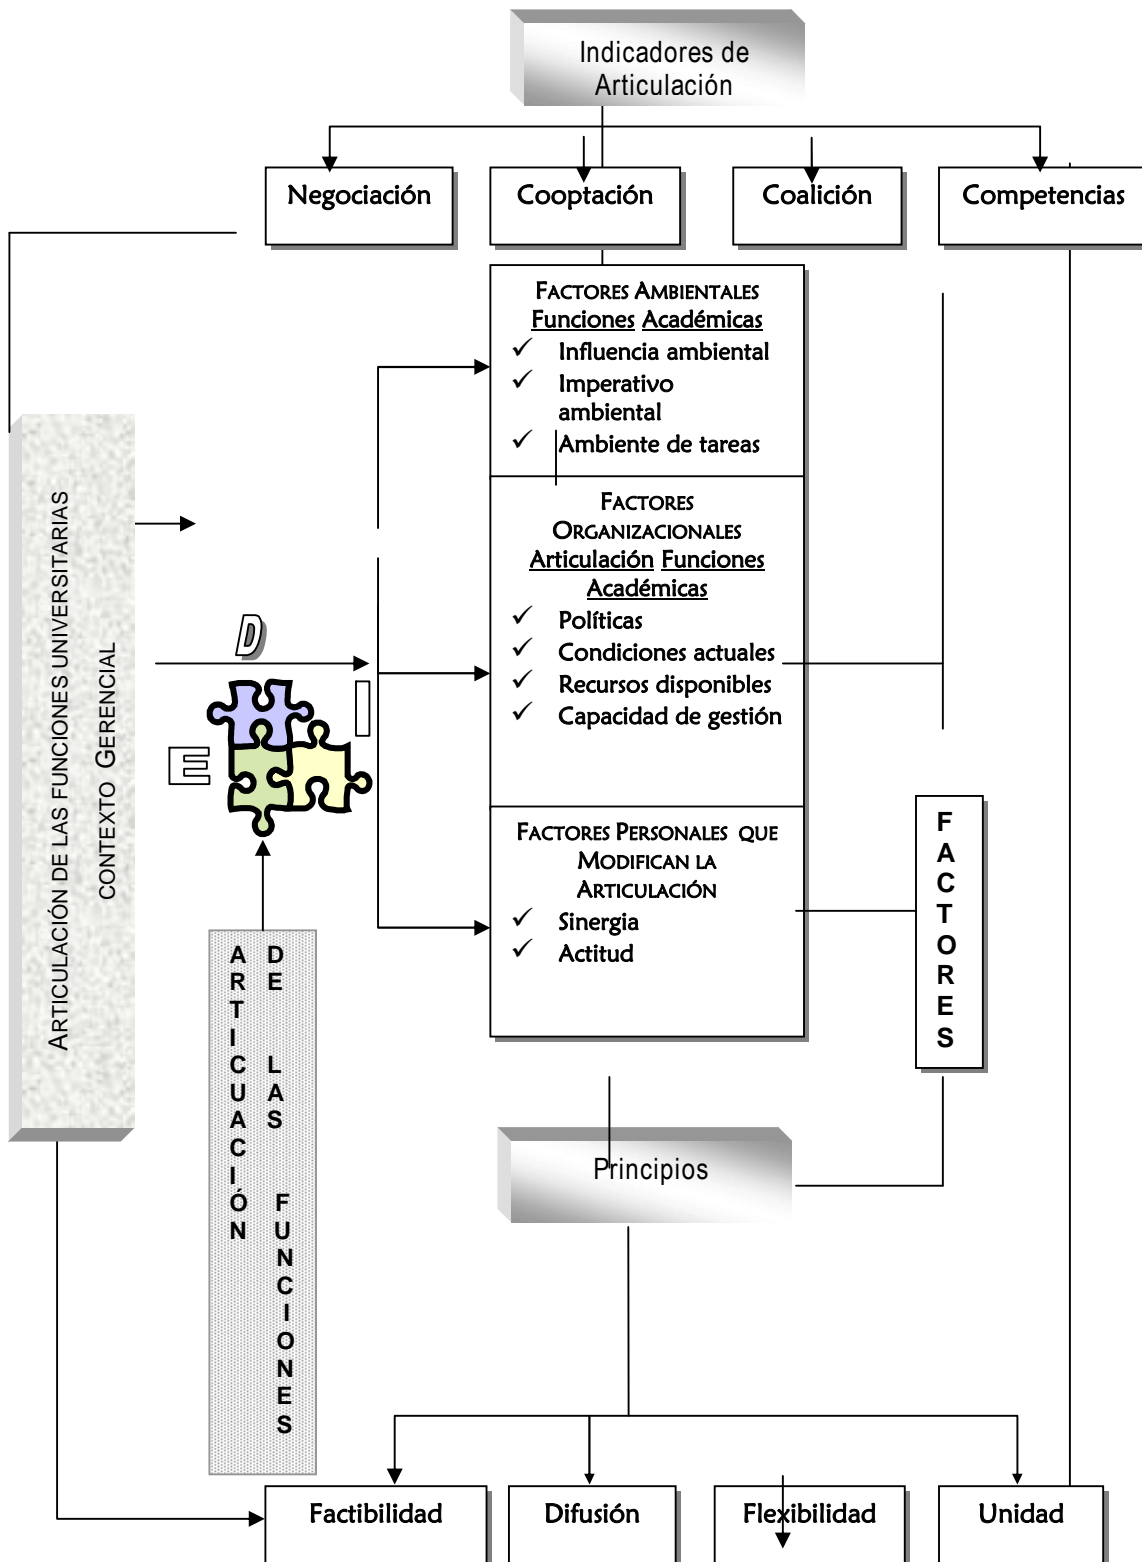 Indicadores de
Articulación
Negociación
Cooptación
Coalición
Competencias
FACTORES AMBIENTALES
Funciones Académicas
✓ Influencia ambiental
✓ Imperativo
ambiental
✓ Ambiente de tareas
FACTORES
ORGANIZACIONALES
Articulación Funciones
Académicas
✓ Políticas
✓ Condiciones actuales
✓ Recursos disponibles
✓ Capacidad de gestión
FACTORES PERSONALES QUE
MODIFICAN LA
ARTICULACIÓN
✓ Sinergia
✓ Actitud
ARTICULACIÓN DE LAS FUNCIONES UNIVERSITARIAS
CONTEXTO GERENCIAL
D
I
E
ARTICUACIÓN
DE LAS FUNCIONES
FACTORES
Principios
Factibilidad
Difusión
Flexibilidad
Unidad